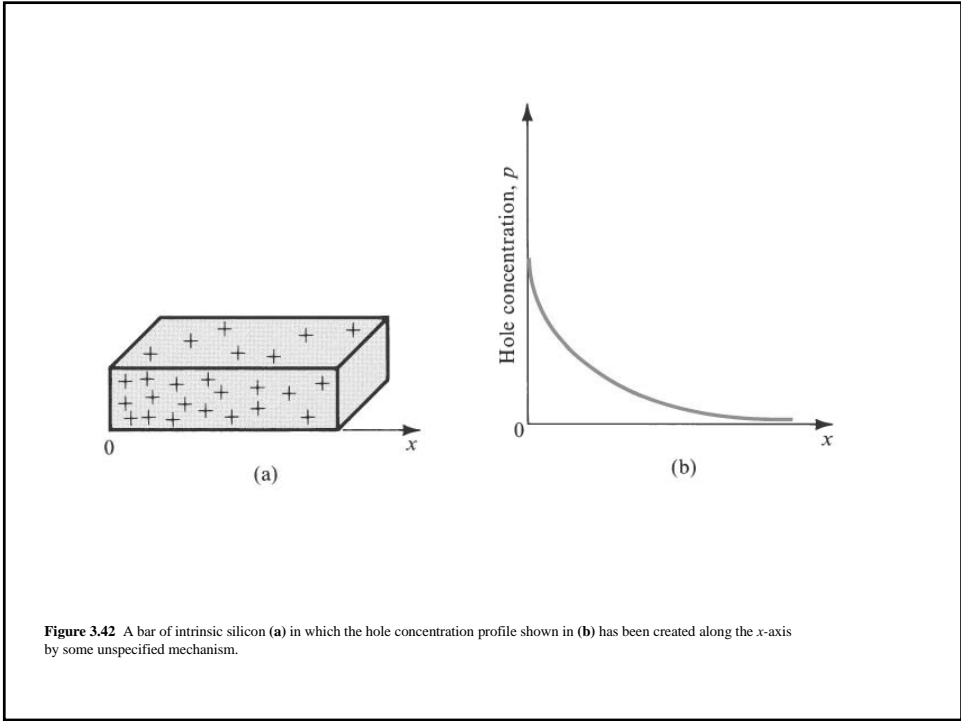 Hole concentration, p
0
x
(a)
0
x
(b)
Figure 3.42 A bar of intrinsic silicon (a) in which the hole concentration profile shown in (b) has been created along the x-axis
by some unspecified mechanism.